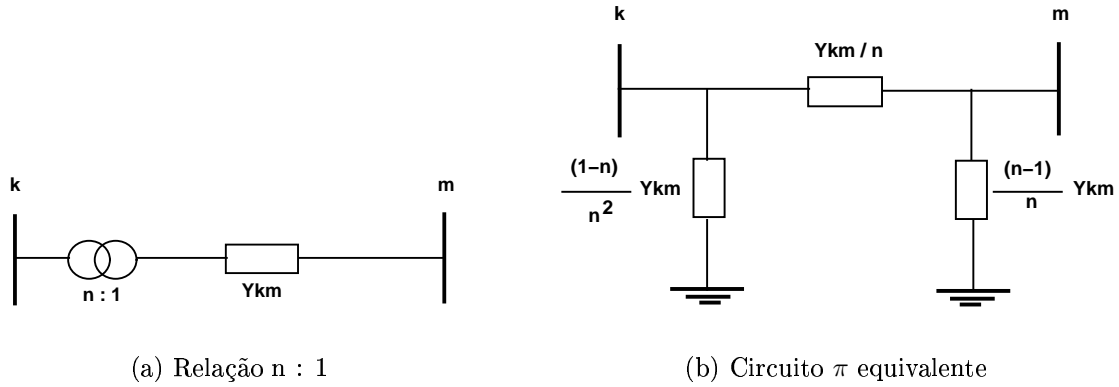 k
m
n : 1
Ykm
(a) Relação n : 1
k
m
Ykm / n
(1−n)
n²
Ykm
(n−1)
n
Ykm
(b) Circuito π equivalente